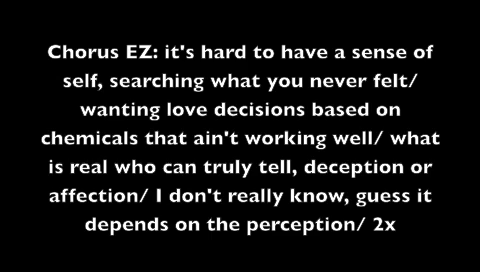 Chorus EZ: it's hard to have a sense of
self, searching what you never felt/
wanting love decisions based on
chemicals that ain't working well/ what
is real who can truly tell, deception or
affection/ I don't really know, guess it
depends on the perception/ 2x